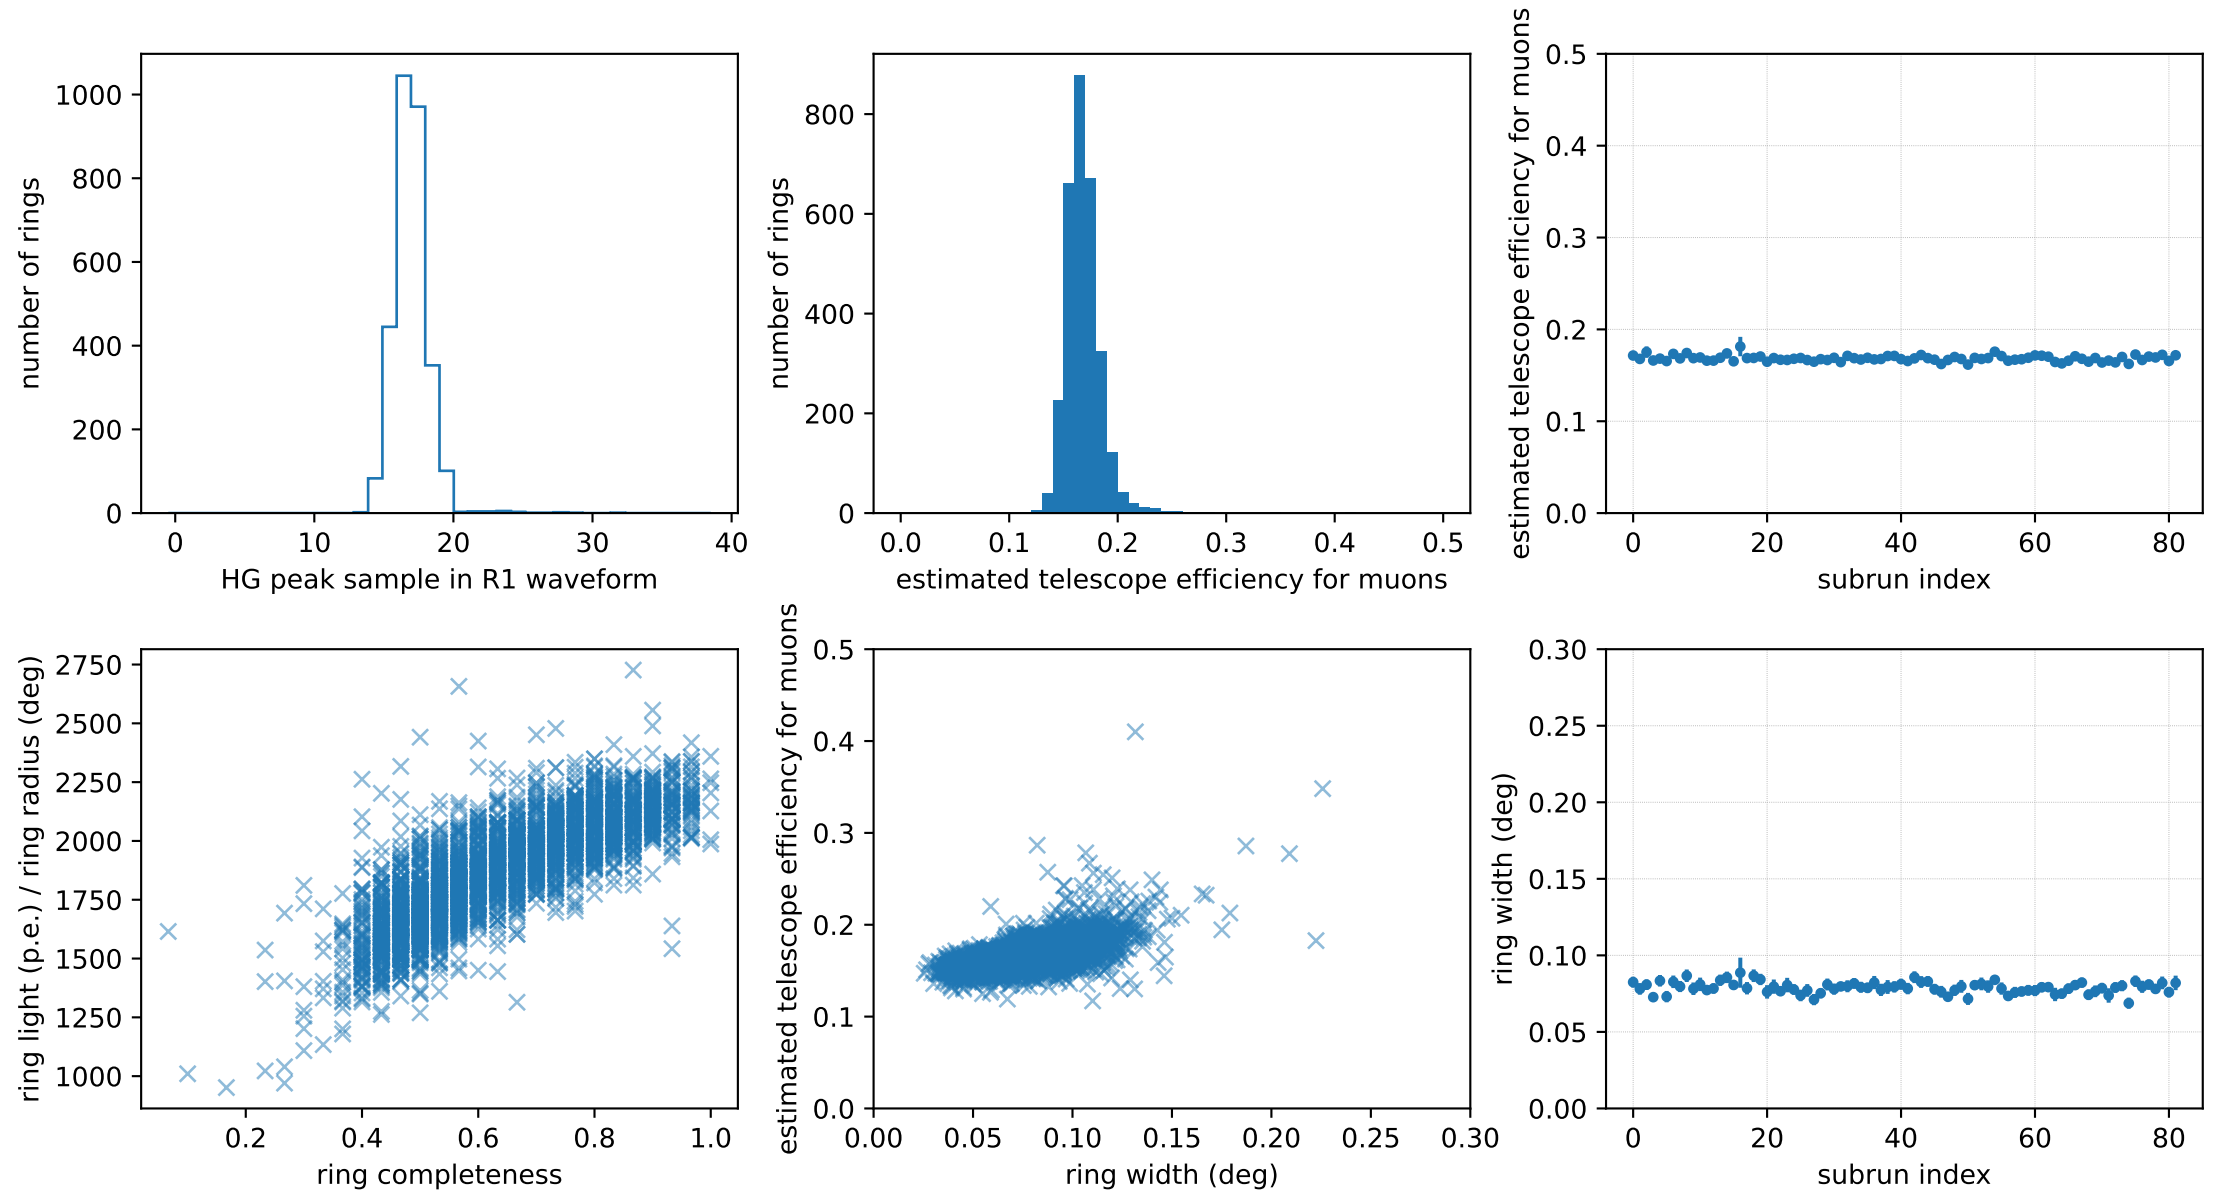 number of rings
1000
800
600
400
200
0
0 10 20 30 40
HG peak sample in R1 waveform
number of rings
800
600
400
200
0
0.0 0.1 0.2 0.3 0.4 0.5
estimated telescope efficiency for muons
estimated telescope efficiency for muons
0.5
0.4
0.3
0.2
0.1
0.0
0 20 40 60 80
subrun index
ring light (p.e.) / ring radius (deg)
2750
2500
2250
2000
1750
1500
1250
1000
0.2 0.4 0.6 0.8 1.0
ring completeness
estimated telescope efficiency for muons
0.5
0.4
0.3
0.2
0.1
0.0
0.00 0.05 0.10 0.15 0.20 0.25 0.30
ring width (deg)
ring width (deg)
0.30
0.25
0.20
0.15
0.10
0.05
0.00
0 20 40 60 80
subrun index